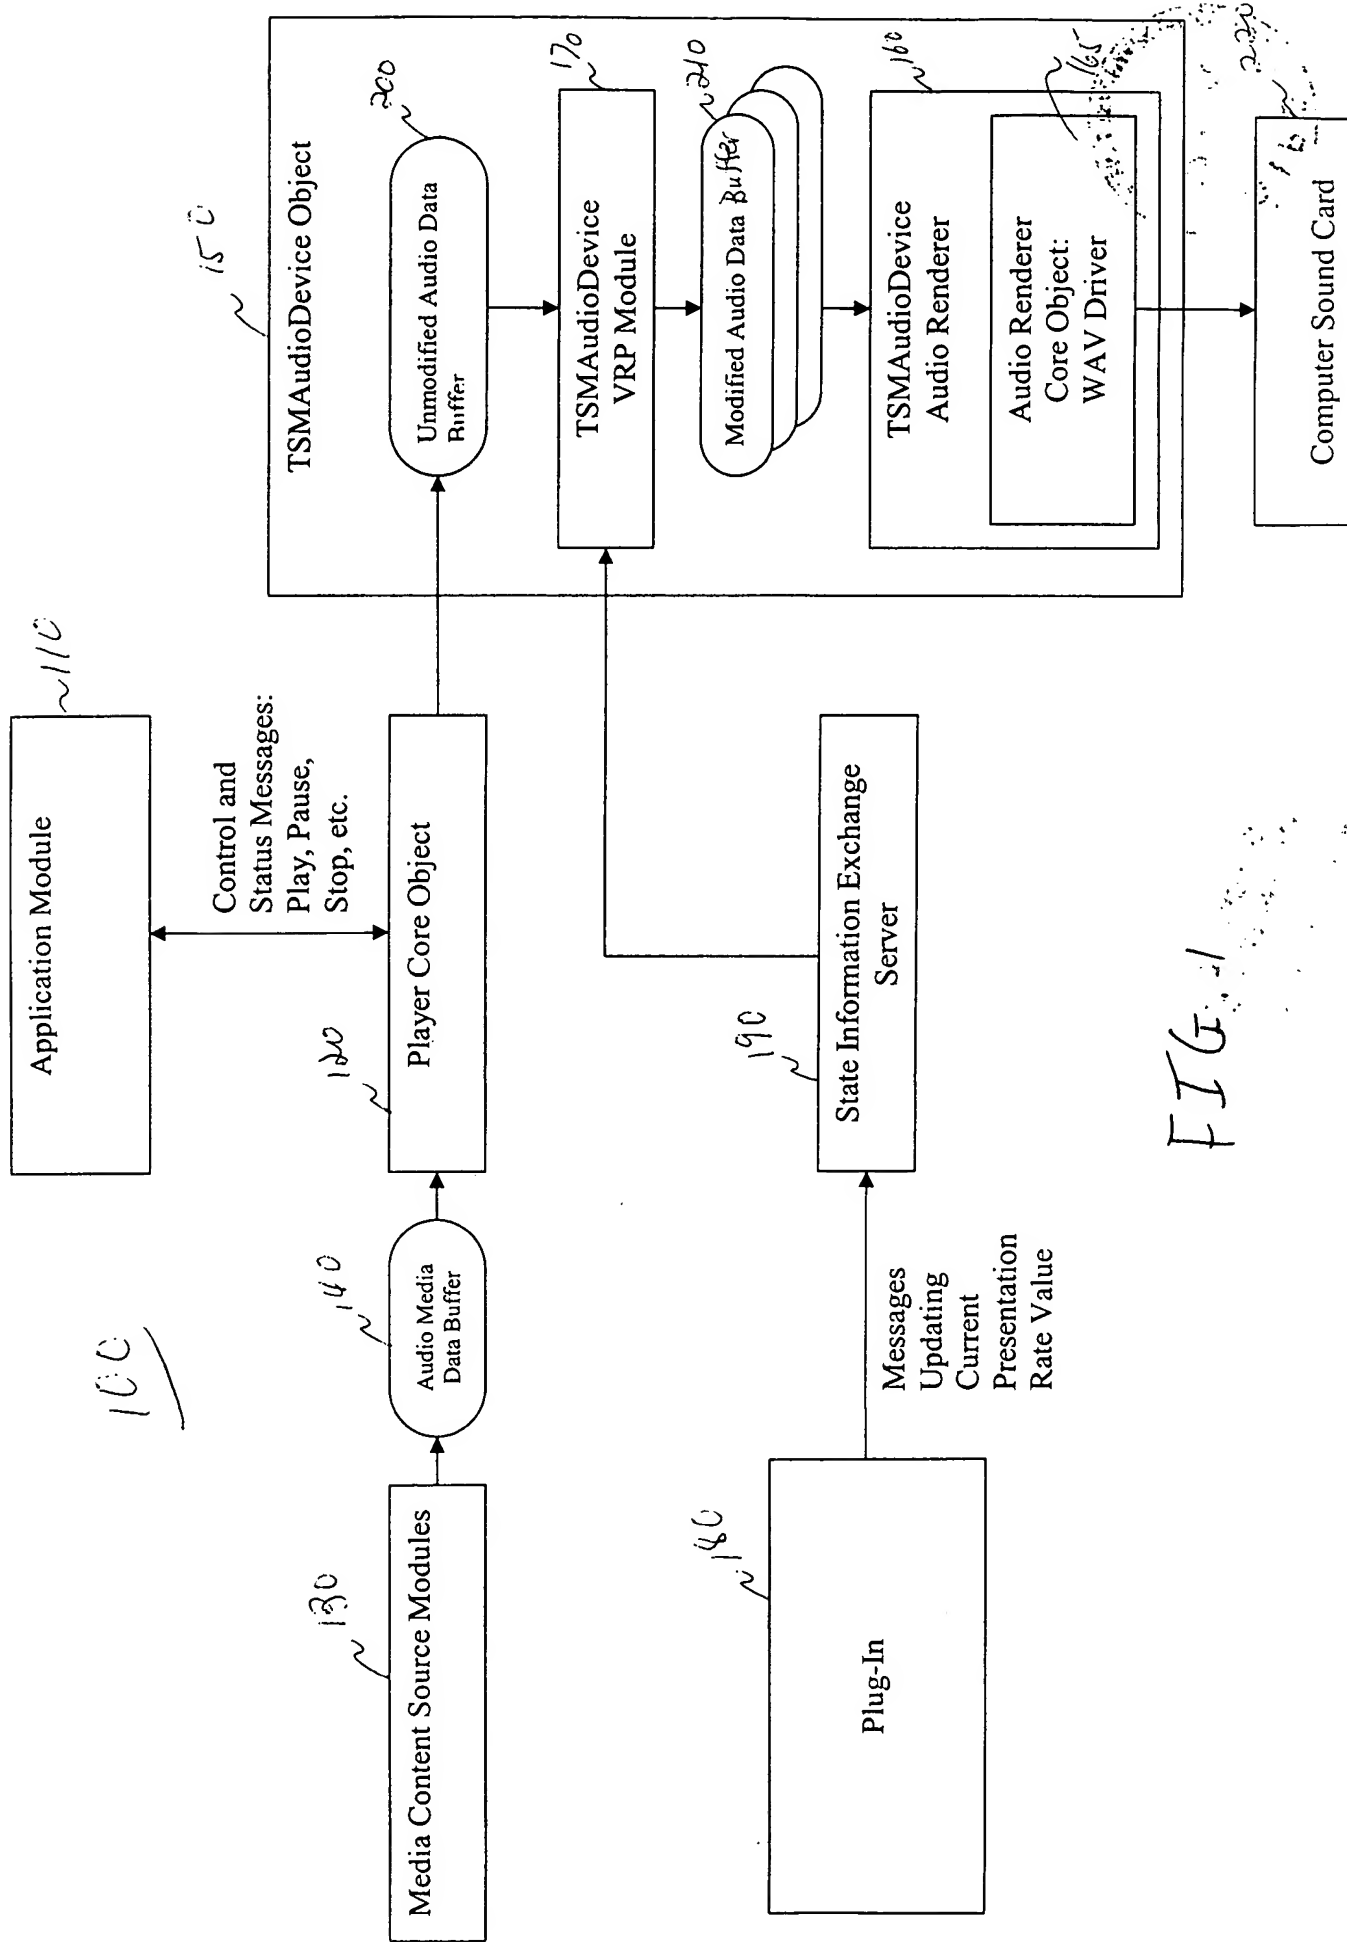 100
Application Module
110
Control and
Status Messages:
Play, Pause,
Stop, etc.
130
Media Content Source Modules
140
Audio Media
Data Buffer
120
Player Core Object
150
TSMAudioDevice Object
200
Unmodified Audio Data
Buffer
170
TSMAudioDevice
VRP Module
210
Modified Audio Data Buffer
160
TSMAudioDevice
Audio Renderer
165
Audio Renderer
Core Object:
WAV Driver
220
Computer Sound Card
180
Plug-In
Messages
Updating
Current
Presentation
Rate Value
190
State Information Exchange
Server
FIG. 1